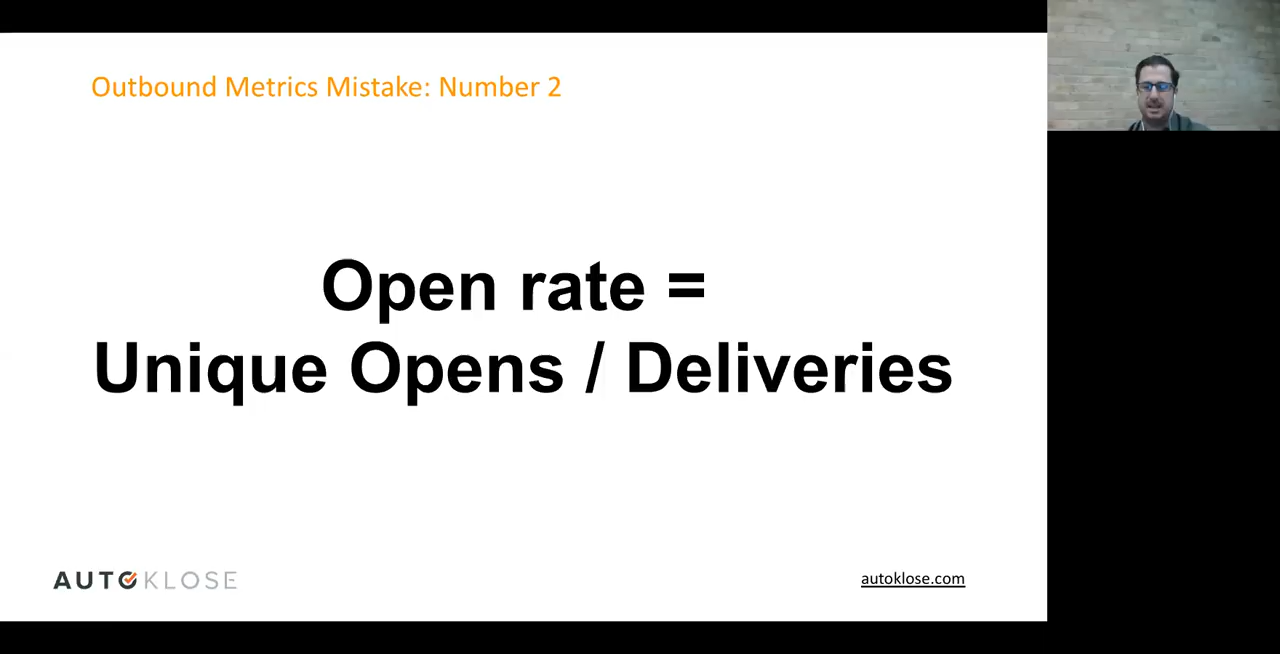 Outbound Metrics Mistake: Number 2
Open rate =
Unique Opens / Deliveries
AUTOKLOSE
autoklose.com